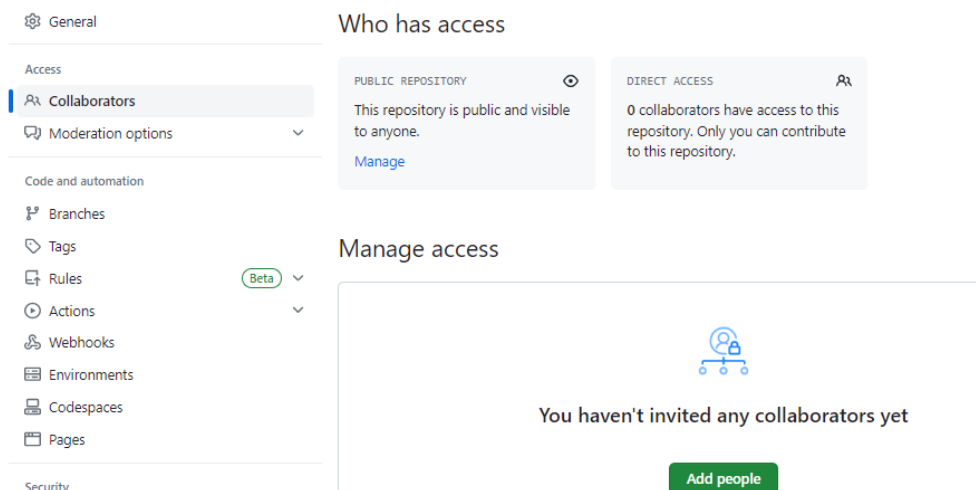 General
Access
Collaborators
Moderation options
Code and automation
Branches
Tags
Rules Beta
Actions
Webhooks
Environments
Codespaces
Pages
Security
Who has access
PUBLIC REPOSITORY
This repository is public and visible
to anyone.
Manage
DIRECT ACCESS
0 collaborators have access to this
repository. Only you can contribute
to this repository.
Manage access
You haven't invited any collaborators yet
Add people